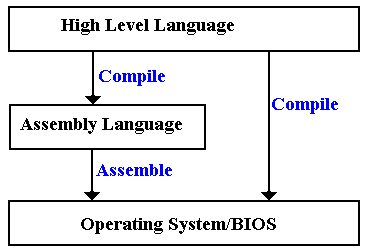 High Level Language
Compile
Compile
Assembly Language
Assemble
Operating System/BIOS